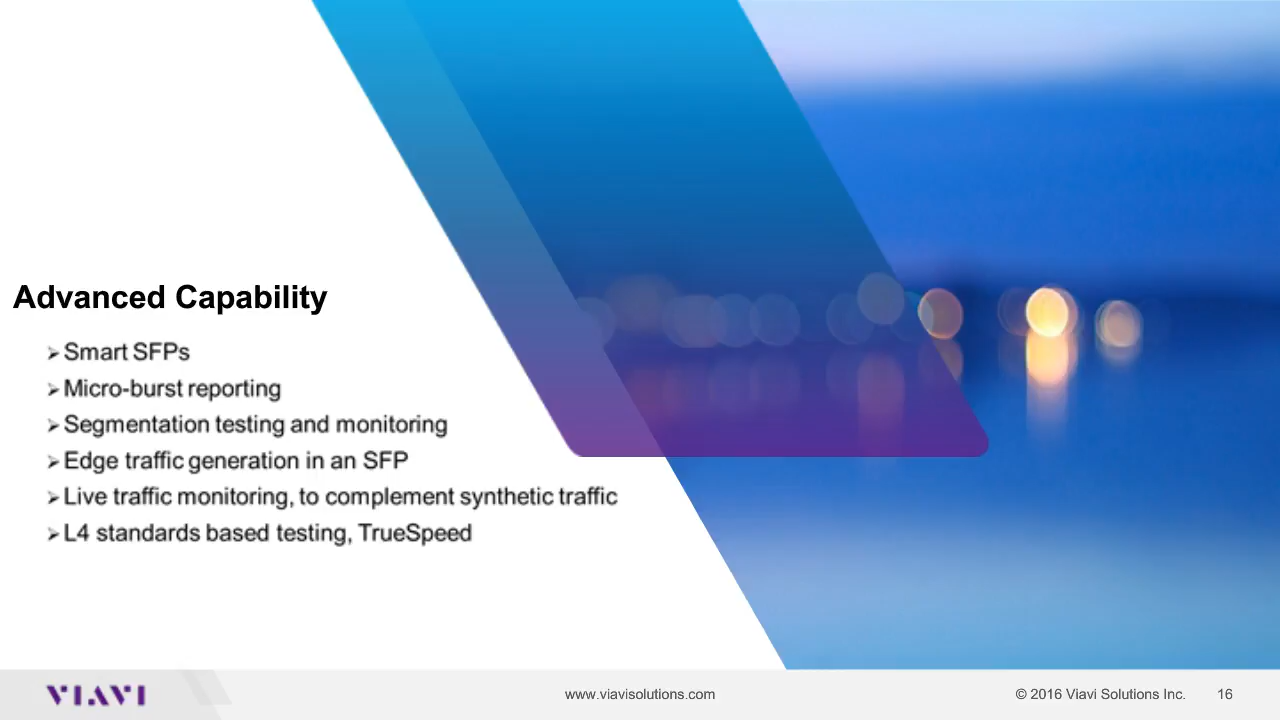 Advanced Capability
➢Smart SFPs
➢Micro-burst reporting
➢Segmentation testing and monitoring
➢Edge traffic generation in an SFP
➢Live traffic monitoring, to complement synthetic traffic
➢L4 standards based testing, TrueSpeed
VIAVI
www.viavisolutions.com
© 2016 Viavi Solutions Inc.
16